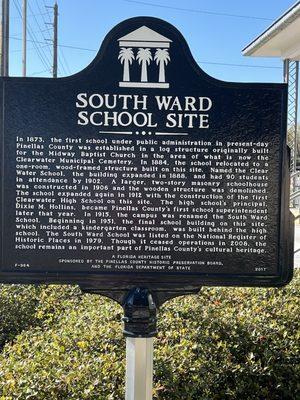 SOUTH WARD
SCHOOL SITE
In 1873, the first school under public administration in present-day
Pinellas County was established in a log structure originally built
for the Midway Baptist Church in the area of what is now the
Clearwater Municipal Cemetery. In 1884, the school relocated to a
one-room, wood-framed structure built on this site. Named the Clear
Water School, the building expanded in 1888, and had 90 students
in attendance by 1902. A larger, two-story masonry schoolhouse
was constructed in 1906 and the wooden structure was demolished.
The school expanded again in 1912 with the construction of the first
Clearwater High School on this site. The high school's principal,
Dixie M. Hollins, became Pinellas County's first school superintendent
later that year. In 1915, the campus was renamed the South Ward
School. Beginning in 1951, the final school building on this site,
which included a kindergarten classroom, was built behind the high
school. The South Ward School was listed on the National Register of
Historic Places in 1979. Though it ceased operations in 2008, the
school remains an important part of Pinellas County's cultural heritage.
A FLORIDA HERITAGE SITE
SPONSORED BY THE PINELLAS COUNTY HISTORIC PRESERVATION BOARD,
AND THE FLORIDA DEPARTMENT OF STATE
F-964 2017